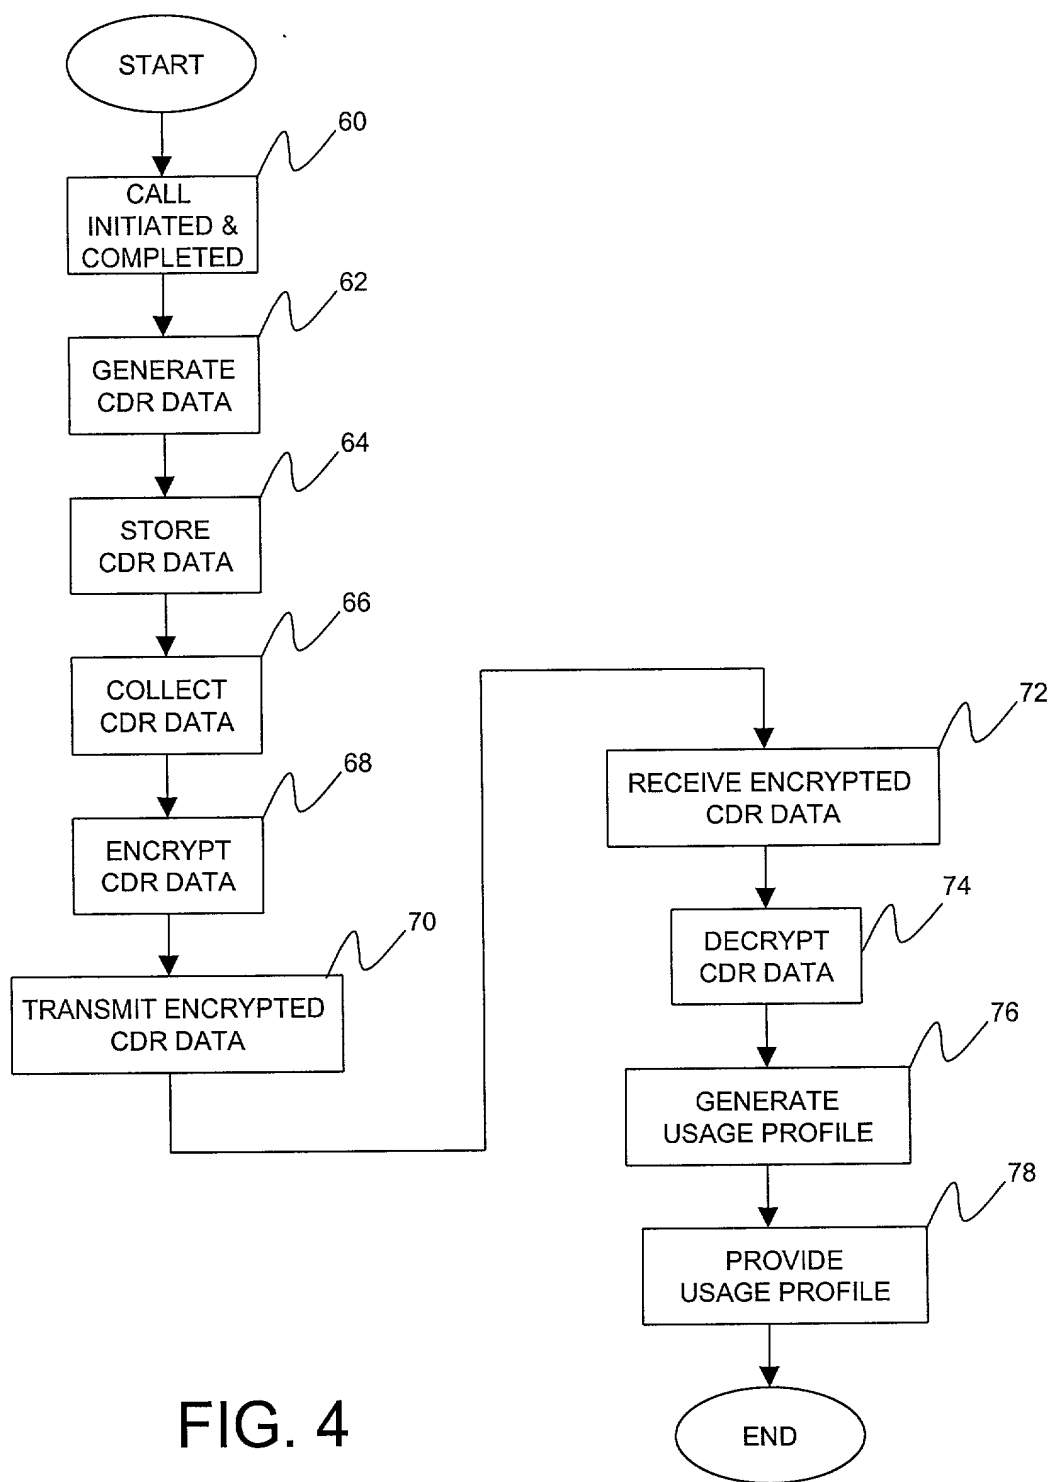 START
60
CALL
INITIATED &
COMPLETED
62
GENERATE
CDR DATA
64
STORE
CDR DATA
66
COLLECT
CDR DATA
68
ENCRYPT
CDR DATA
70
TRANSMIT ENCRYPTED
CDR DATA
72
RECEIVE ENCRYPTED
CDR DATA
74
DECRYPT
CDR DATA
76
GENERATE
USAGE PROFILE
78
PROVIDE
USAGE PROFILE
END
FIG. 4